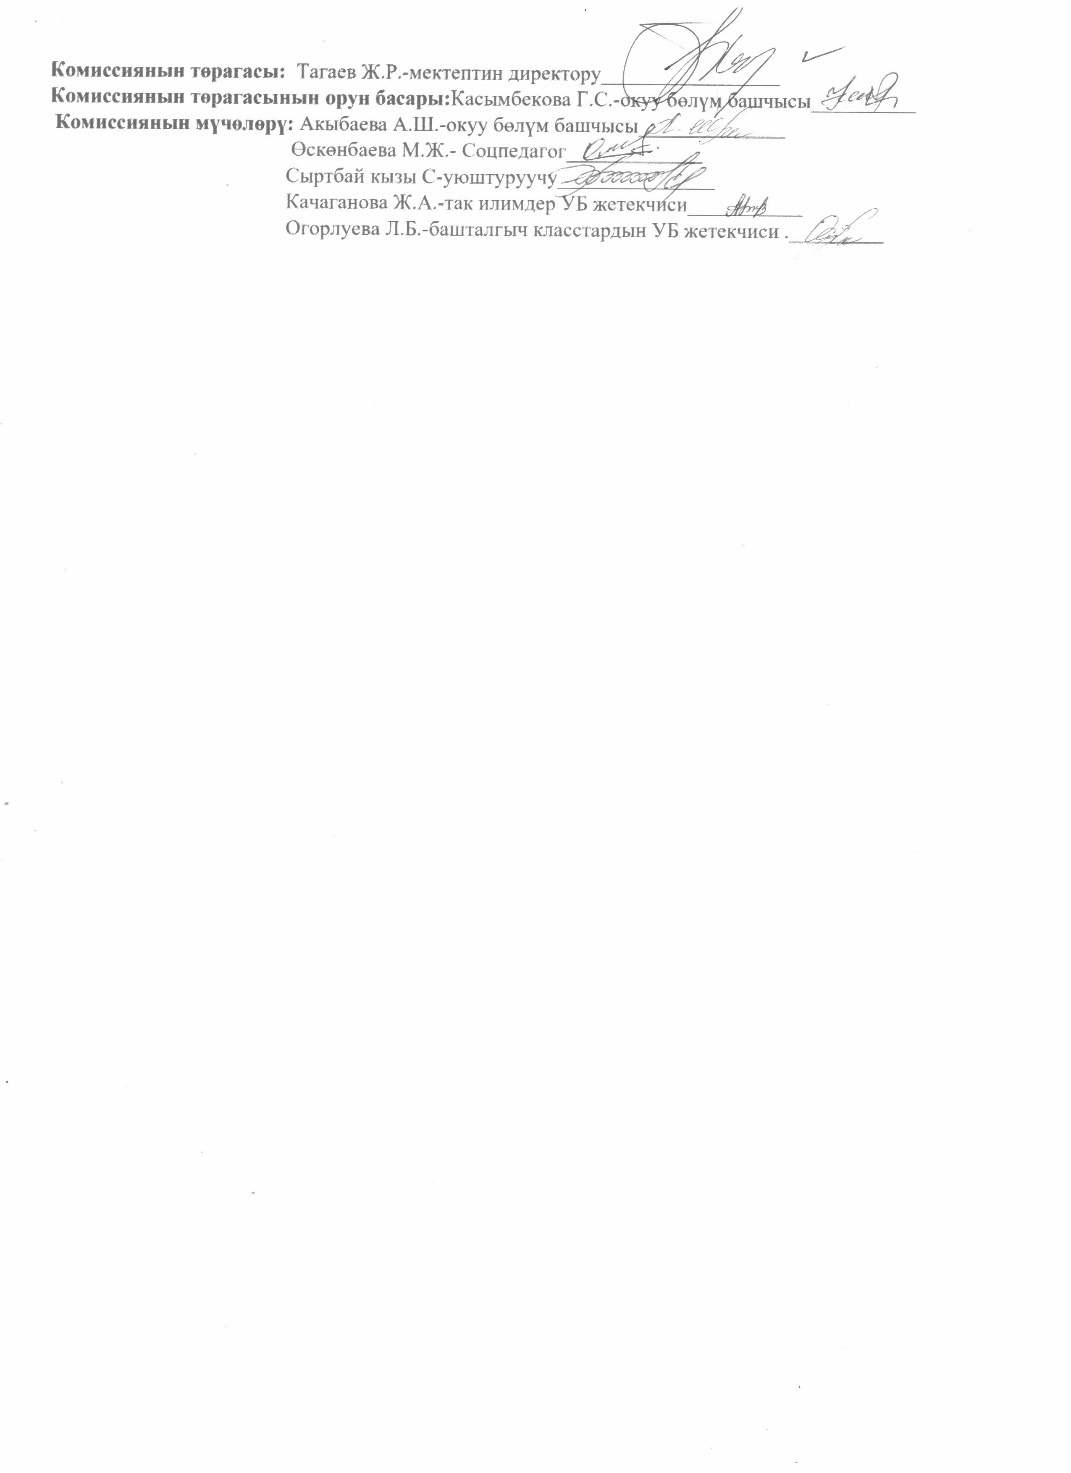 Комиссиянын төрагасы: Тагаев Ж.Р.-мектептин директору
Комиссиянын төрагасынын орун басары:Касымбекова Г.С.-окуу бөлүм башчысы
Комиссиянын мүчөлөрү: Акыбаева А.Ш.-окуу бөлүм башчысы
Өскөнбаева М.Ж.- Соцпедагог
Сыртбай кызы С-уюштуруучу
Качаганова Ж.А.-так илимдер УБ жетекчиси
Огорлуева Л.Б.-башталгыч класстардын УБ жетекчиси .